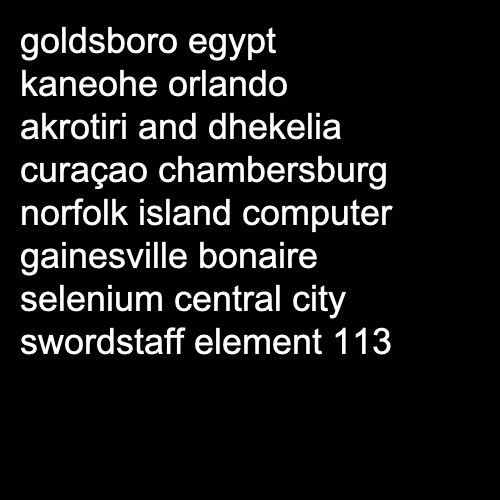 goldsboro egypt
kaneohe orlando
akrotiri and dhekelia
curaçao chambersburg
norfolk island computer
gainesville bonaire
selenium central city
swordstaff element 113